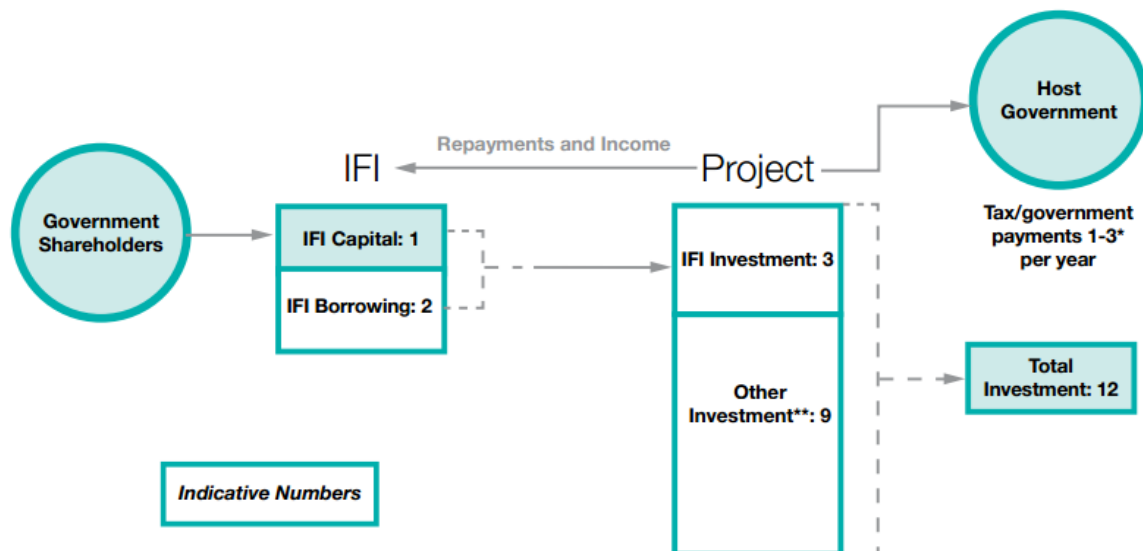 Host
Government
Repayments and Income
IFI
Project
Government
Shareholders
Tax/government
payments 1-3*
per year
IFI Capital: 1
IFI Investment: 3
IFI Borrowing: 2
Total
Investment: 12
Other
Investment**: 9
Indicative Numbers